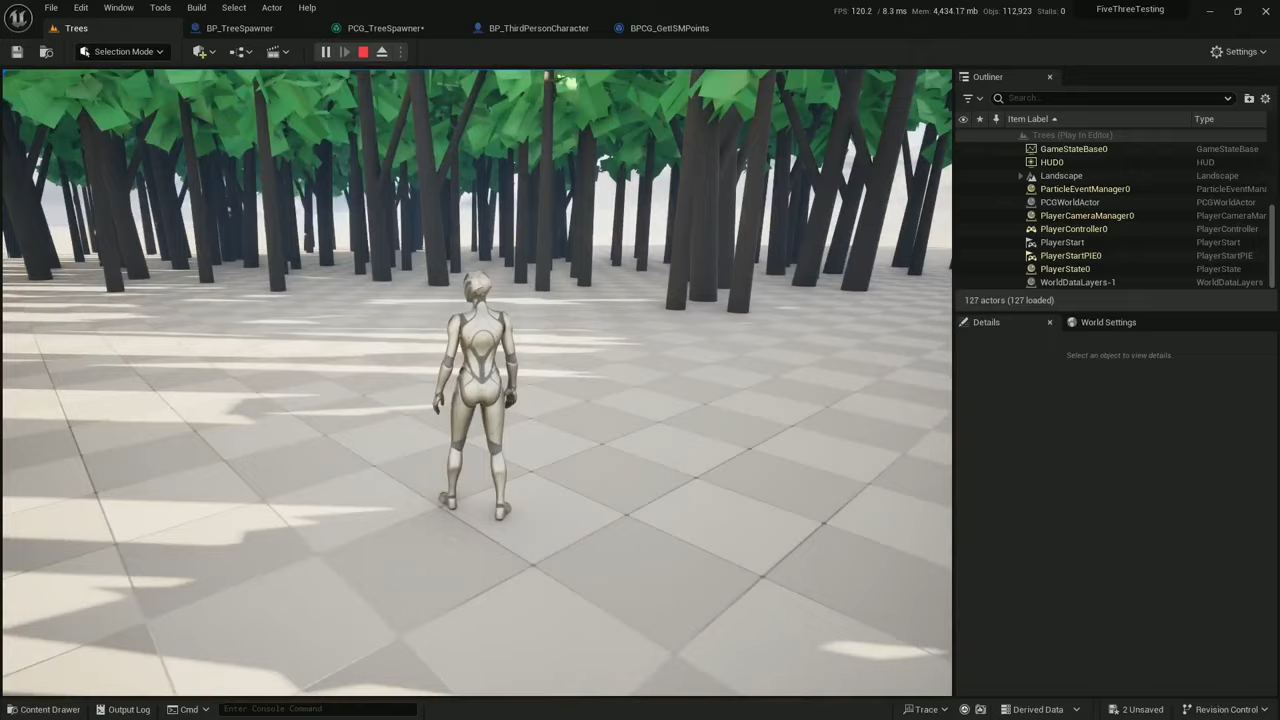 File Edit Window Tools Build Select Actor Help
FPS: 120.2 / 8.3 ms Mem: 4,434.17 mb Objs: 112,923 Stalls: 0
FiveThreeTesting
Trees BP_TreeSpawner PCG_TreeSpawner* BP_ThirdPersonCharacter BPCG_GetISMPoints
Selection Mode Settings
Outliner
Search...
Item Label Type
Trees (Play In Editor)
GameStateBase0 GameStateBase
HUD0 HUD
Landscape Landscape
ParticleEventManager0 ParticleEventMana
PCGWorldActor PCGWorldActor
PlayerCameraManager0 PlayerCameraMar
PlayerController0 PlayerController
PlayerStart PlayerStart
PlayerStartPIE0 PlayerStartPIE
PlayerState0 PlayerState
WorldDataLayers-1 WorldDataLayers
127 actors (127 loaded)
Details World Settings
Select an object to view details.
Content Drawer Output Log Cmd Enter Console Command Trace Derived Data 2 Unsaved Revision Control